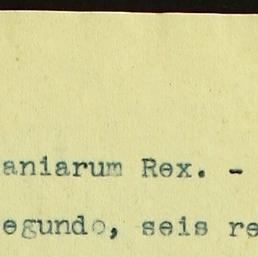 aniarum Rex. -
egundo, seis re